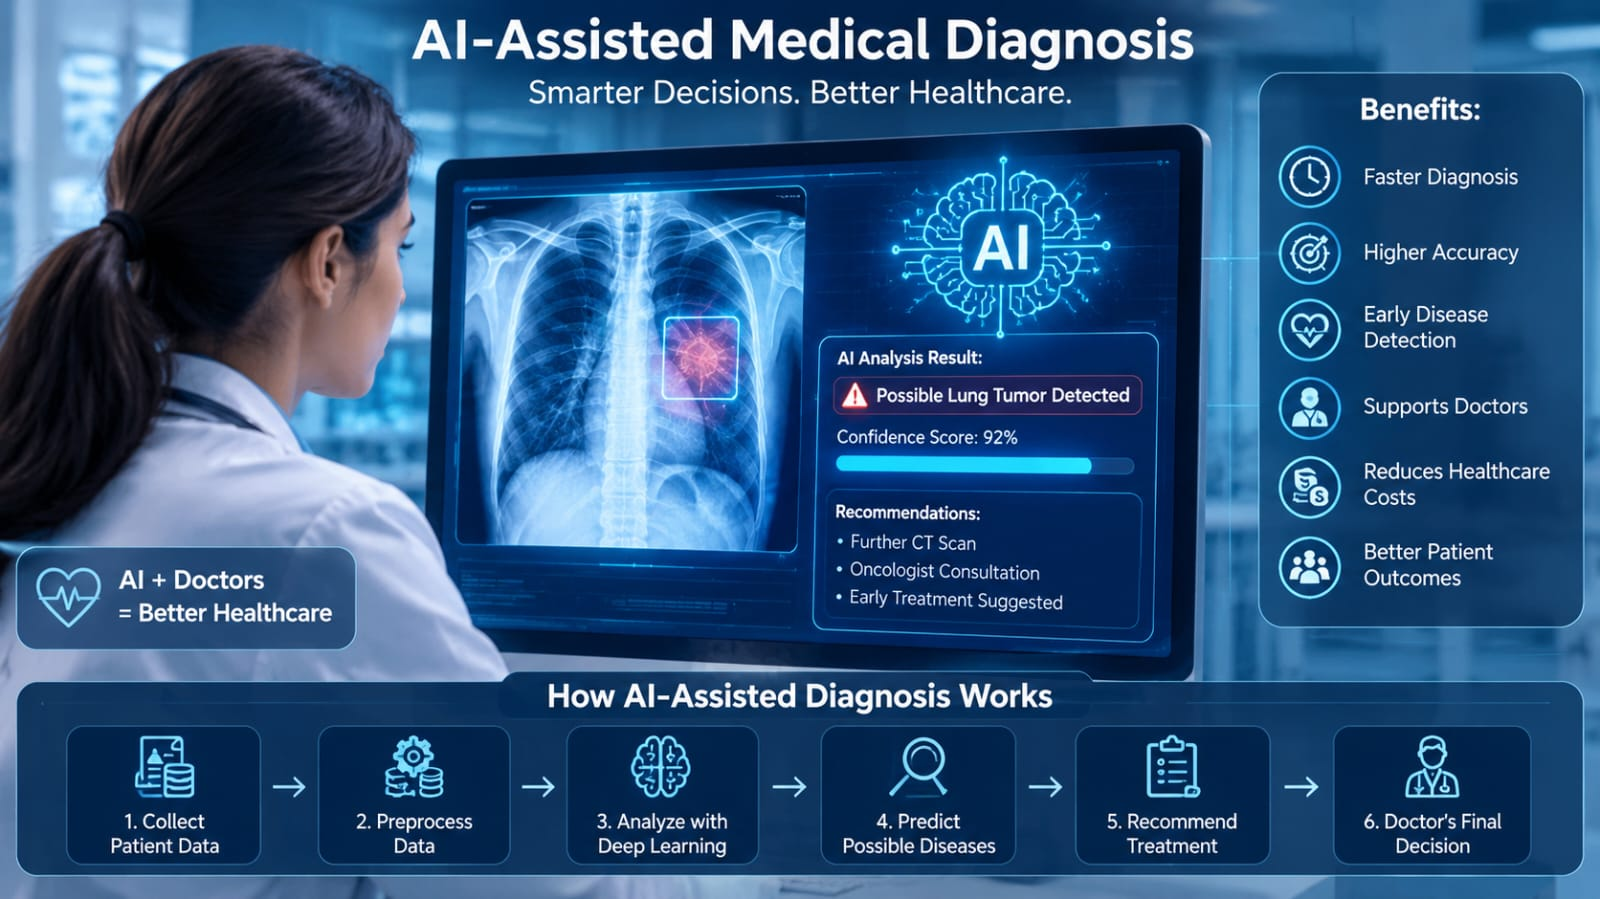 AI-Assisted Medical Diagnosis
Smarter Decisions. Better Healthcare.
AI
AI Analysis Result:
Possible Lung Tumor Detected
Confidence Score: 92%
Recommendations:
• Further CT Scan
• Oncologist Consultation
• Early Treatment Suggested
Benefits:
Faster Diagnosis
Higher Accuracy
Early Disease
Detection
Supports Doctors
Reduces Healthcare
Costs
Better Patient
Outcomes
AI + Doctors
= Better Healthcare
How AI-Assisted Diagnosis Works
1. Collect
Patient Data
2. Preprocess
Data
3. Analyze with
Deep Learning
4. Predict
Possible Diseases
5. Recommend
Treatment
6. Doctor's Final
Decision